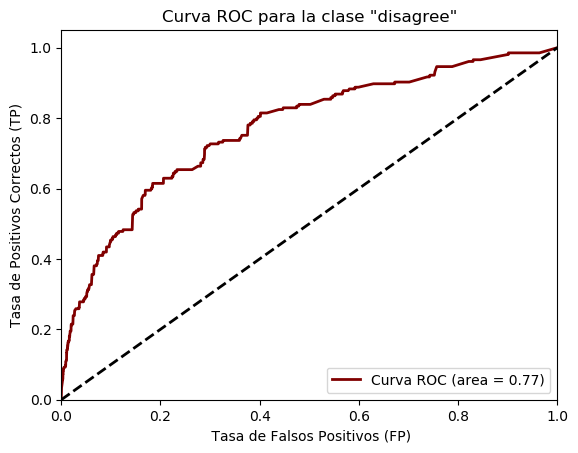 Curva ROC para la clase "disagree"
1.0
0.8
0.6
0.4
0.2
0.0
Tasa de Positivos Correctos (TP)
Curva ROC (area = 0.77)
0.0 0.2 0.4 0.6 0.8 1.0
Tasa de Falsos Positivos (FP)